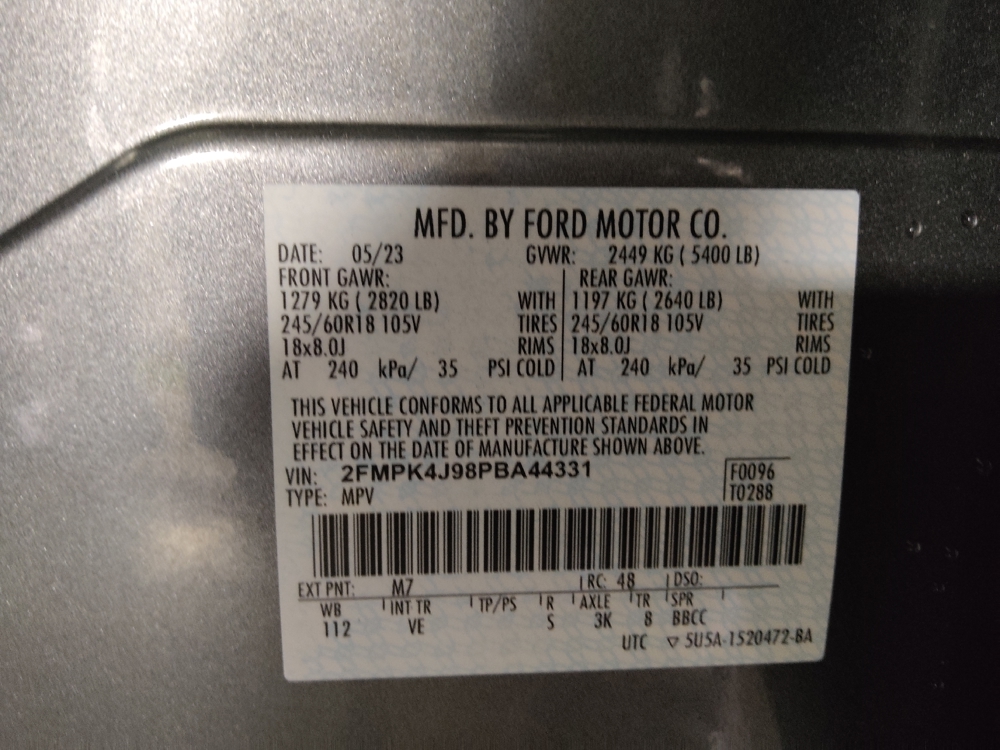 MFD. BY FORD MOTOR CO.
DATE: 05/23 GVWR: 2449 KG ( 5400 LB)
FRONT GAWR: REAR GAWR:
1279 KG ( 2820 LB) WITH 1197 KG ( 2640 LB) WITH
245/60R18 105V TIRES 245/60R18 105V TIRES
18x8.0J RIMS 18x8.0J RIMS
AT 240 kPa/ 35 PSI COLD AT 240 kPa/ 35 PSI COLD
THIS VEHICLE CONFORMS TO ALL APPLICABLE FEDERAL MOTOR
VEHICLE SAFETY AND THEFT PREVENTION STANDARDS IN
EFFECT ON THE DATE OF MANUFACTURE SHOWN ABOVE.
VIN: 2FMPK4J98PBA44331 F0096
TYPE: MPV T0288
EXT PNT: M7 RC: 48 DSO:
WB INT TR TP/PS R AXLE TR SPR
112 VE S 3K 8 BBCC
UTC ▽ 5U5A-1520472-BA